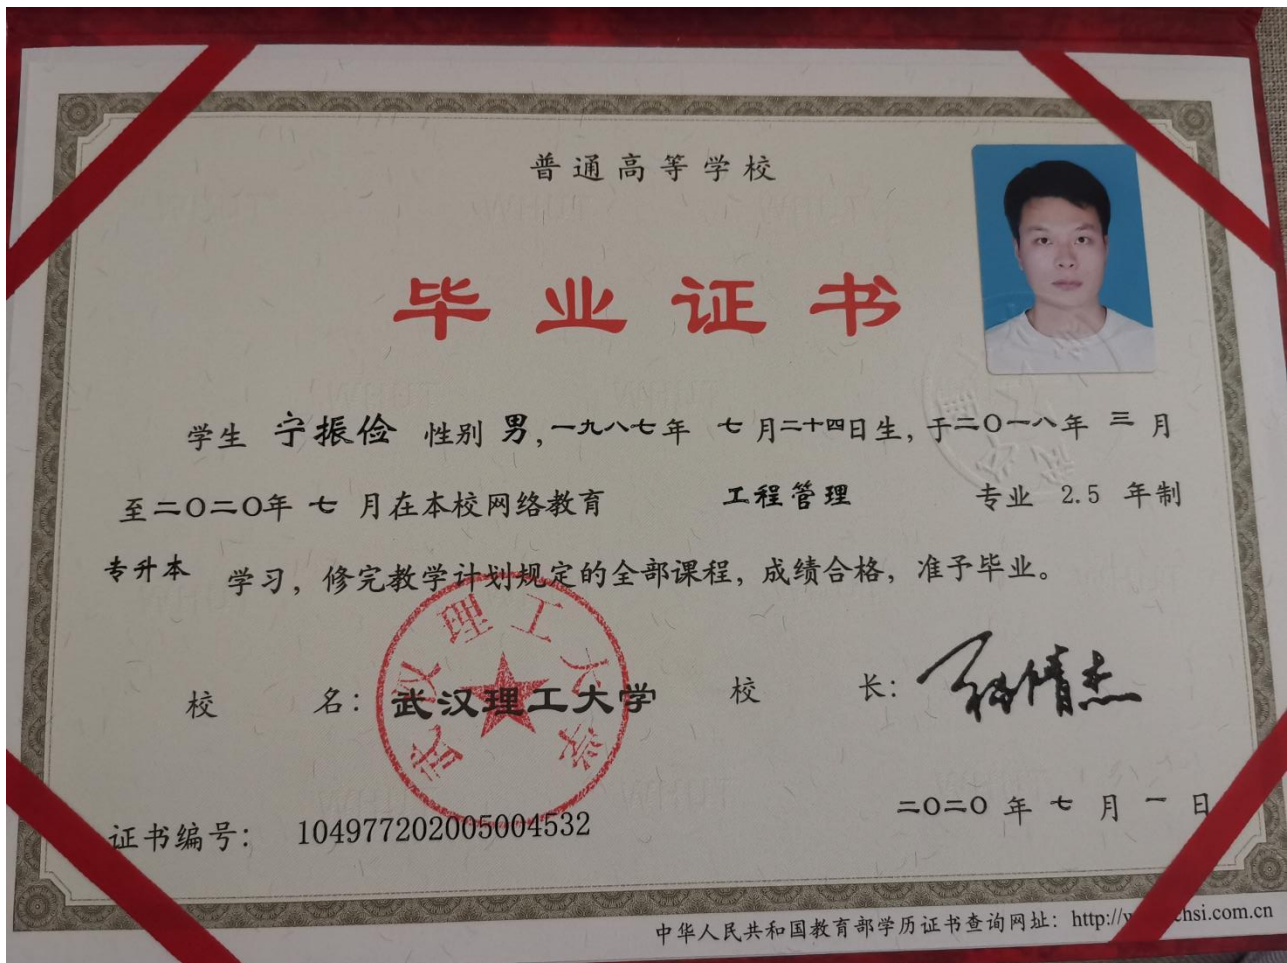 普通高等学校
毕业证书
学生 宁振俭 性别 男，一九八七年 七月二十四日生，于二〇一八年 三月
至二〇二〇年 七 月在本校网络教育 工程管理 专业 2.5 年制
专升本 学习，修完教学计划规定的全部课程，成绩合格，准予毕业。
武汉理工大学
校 名：武汉理工大学 校 长：
二〇二〇年 七 月 一 日
证书编号：104977202005004532
中华人民共和国教育部学历证书查询网址：http://
hsi.com.cn